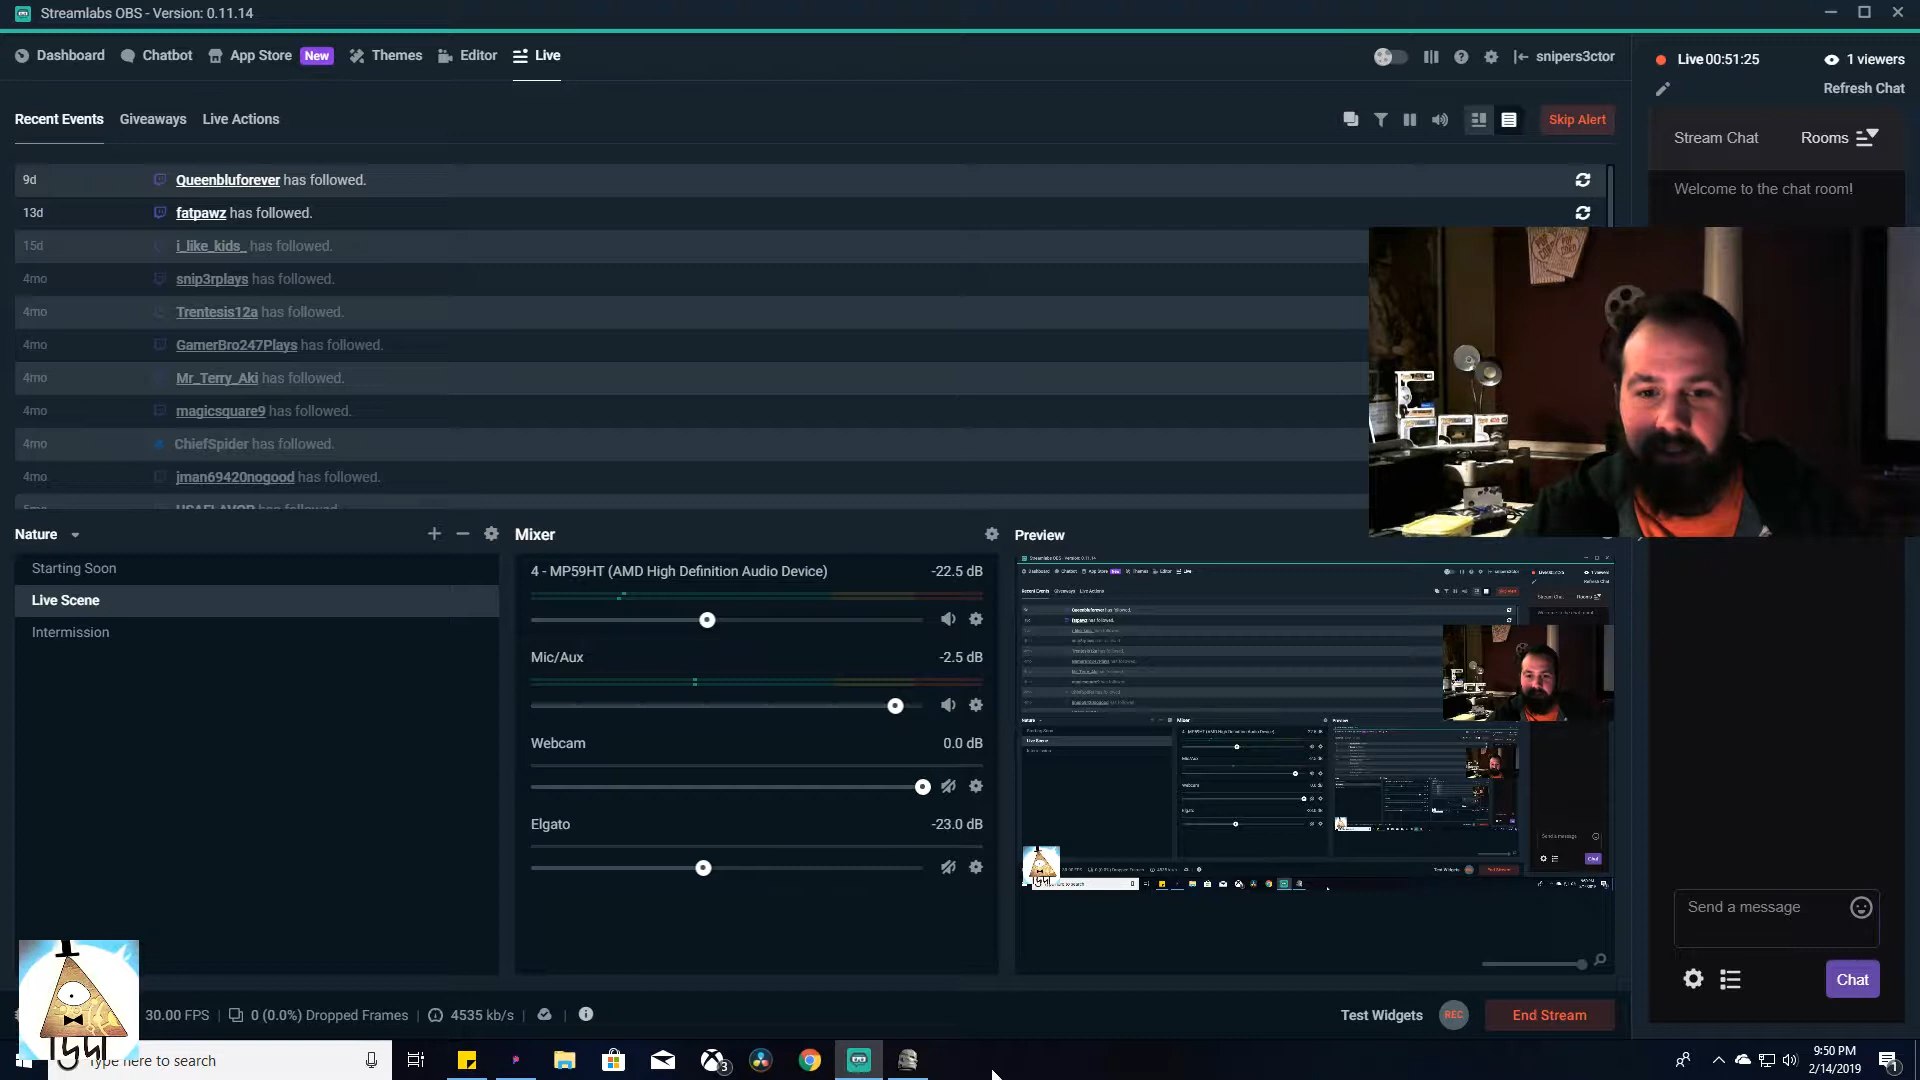 Streamlabs OBS - Version: 0.11.14
Dashboard Chatbot App Store New Themes Editor Live snipers3ctor
Live 00:51:25 1 viewers
Refresh Chat
Recent Events Giveaways Live Actions Skip Alert
Stream Chat Rooms
Welcome to the chat room!
9d Queenbluforever has followed.
13d fatpawz has followed.
15d i_like_kids_ has followed.
4mo snip3rplays has followed.
4mo Trentesis12a has followed.
4mo GamerBro247Plays has followed.
4mo Mr_Terry_Aki has followed.
4mo magicsquare9 has followed.
4mo ChiefSpider has followed.
4mo jman69420nogood has followed.
Nature Mixer Preview
Starting Soon
Live Scene
Intermission
4 - MP59HT (AMD High Definition Audio Device) -22.5 dB
Mic/Aux -2.5 dB
Webcam 0.0 dB
Elgato -23.0 dB
Send a message
Chat
30.00 FPS 0 (0.0%) Dropped Frames 4535 kb/s Test Widgets REC End Stream
Type here to search
3
9:50 PM
2/14/2019
1